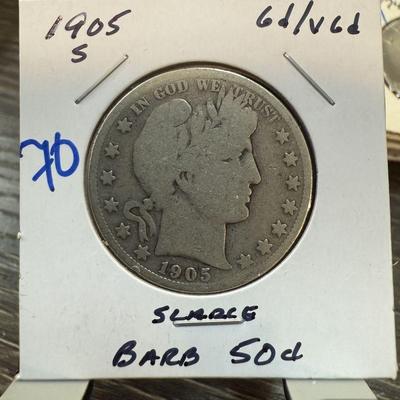 1905 Gd/VGd
S
70
IN GOD WE TRUST
1905
SCARCE
BARB 50¢